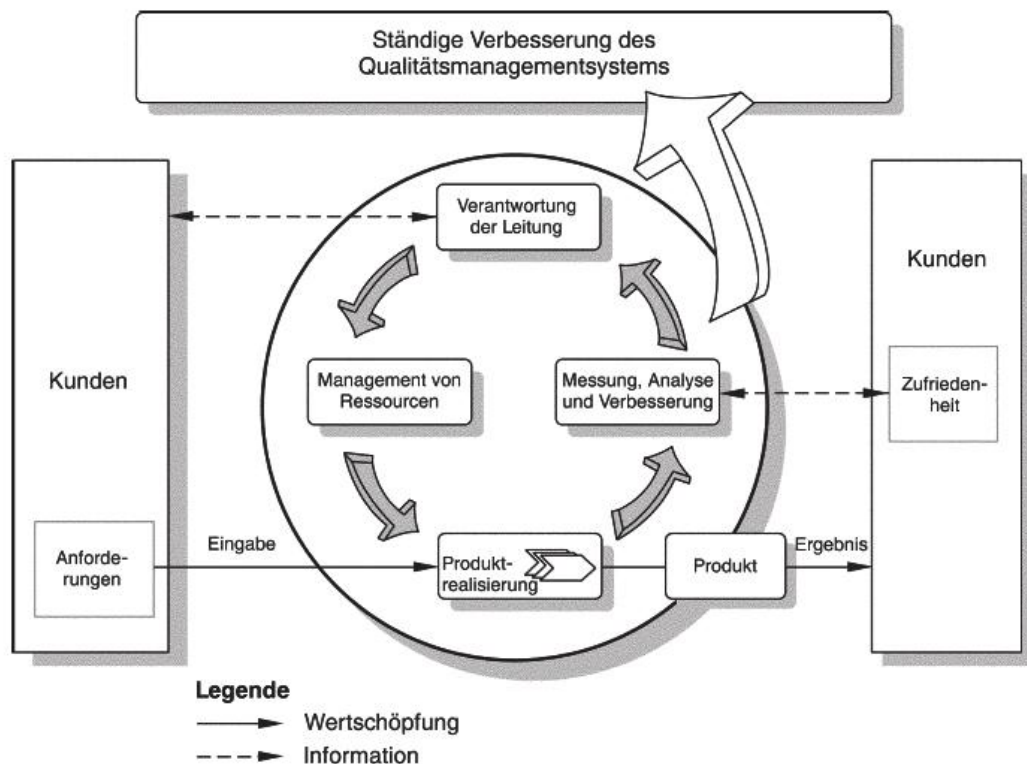 Ständige Verbesserung des
Qualitätsmanagementsystems
Kunden
Anforde-
rungen
Eingabe
Verantwortung
der Leitung
Management von
Ressourcen
Messung, Analyse
und Verbesserung
Produkt-
realisierung
Produkt
Ergebnis
Kunden
Zufrieden-
heit
Legende
Wertschöpfung
Information